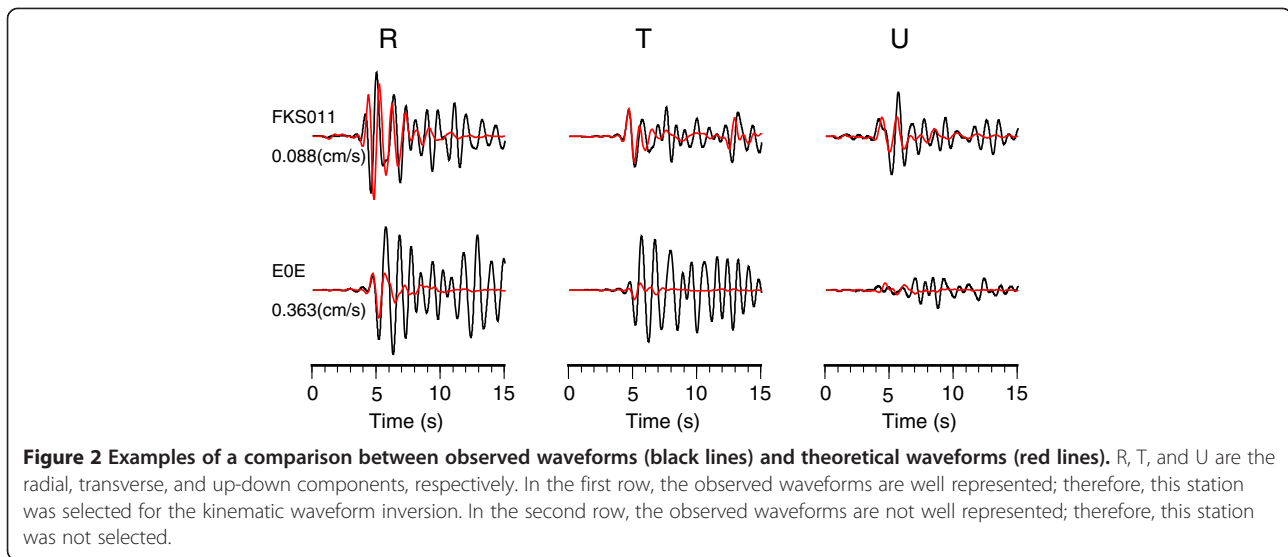 R T U
FKS011
0.088(cm/s)
E0E
0.363(cm/s)
0 5 10 15 0 5 10 15 0 5 10 15
Time (s) Time (s) Time (s)
Figure 2 Examples of a comparison between observed waveforms (black lines) and theoretical waveforms (red lines). R, T, and U are the
radial, transverse, and up-down components, respectively. In the first row, the observed waveforms are well represented; therefore, this station
was selected for the kinematic waveform inversion. In the second row, the observed waveforms are not well represented; therefore, this station
was not selected.